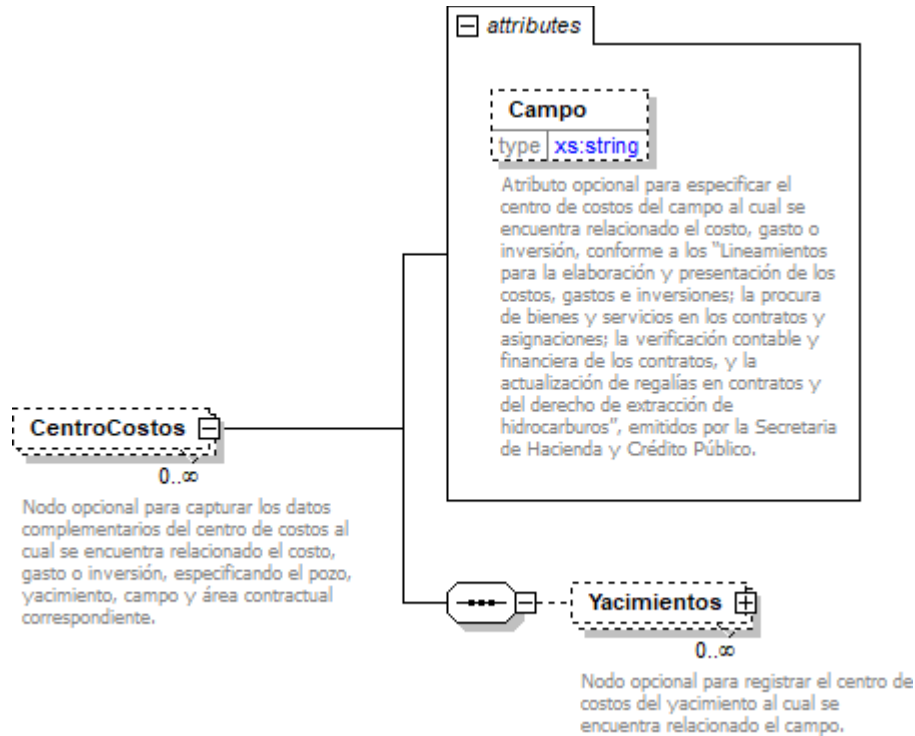 attributes
Campo
type xs:string
Atributo opcional para especificar el
centro de costos del campo al cual se
encuentra relacionado el costo, gasto o
inversión, conforme a los "Lineamientos
para la elaboración y presentación de los
costos, gastos e inversiones; la procura
de bienes y servicios en los contratos y
asignaciones; la verificación contable y
financiera de los contratos, y la
actualización de regalías en contratos y
del derecho de extracción de
hidrocarburos", emitidos por la Secretaria
de Hacienda y Crédito Público.
CentroCostos
0..∞
Nodo opcional para capturar los datos
complementarios del centro de costos al
cual se encuentra relacionado el costo,
gasto o inversión, especificando el pozo,
yacimiento, campo y área contractual
correspondiente.
Yacimientos
0..∞
Nodo opcional para registrar el centro de
costos del yacimiento al cual se
encuentra relacionado el campo.